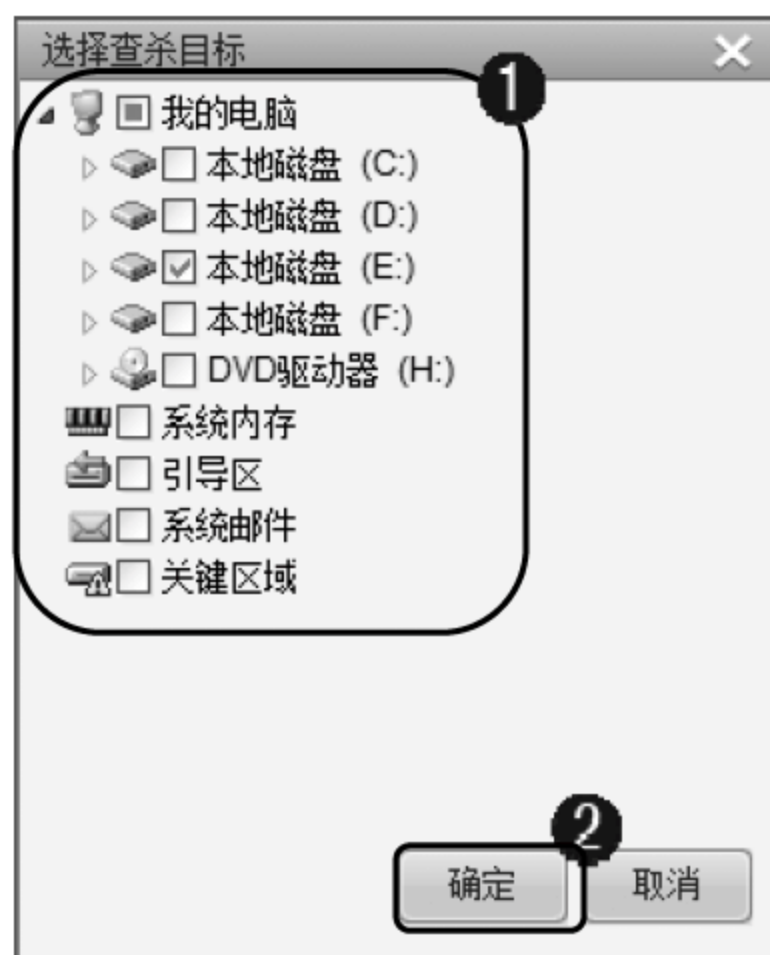 选择查杀目标
1
我的电脑
本地磁盘 (C:)
本地磁盘 (D:)
本地磁盘 (E:)
本地磁盘 (F:)
DVD驱动器 (H:)
系统内存
引导区
系统邮件
关键区域
2
确定 取消